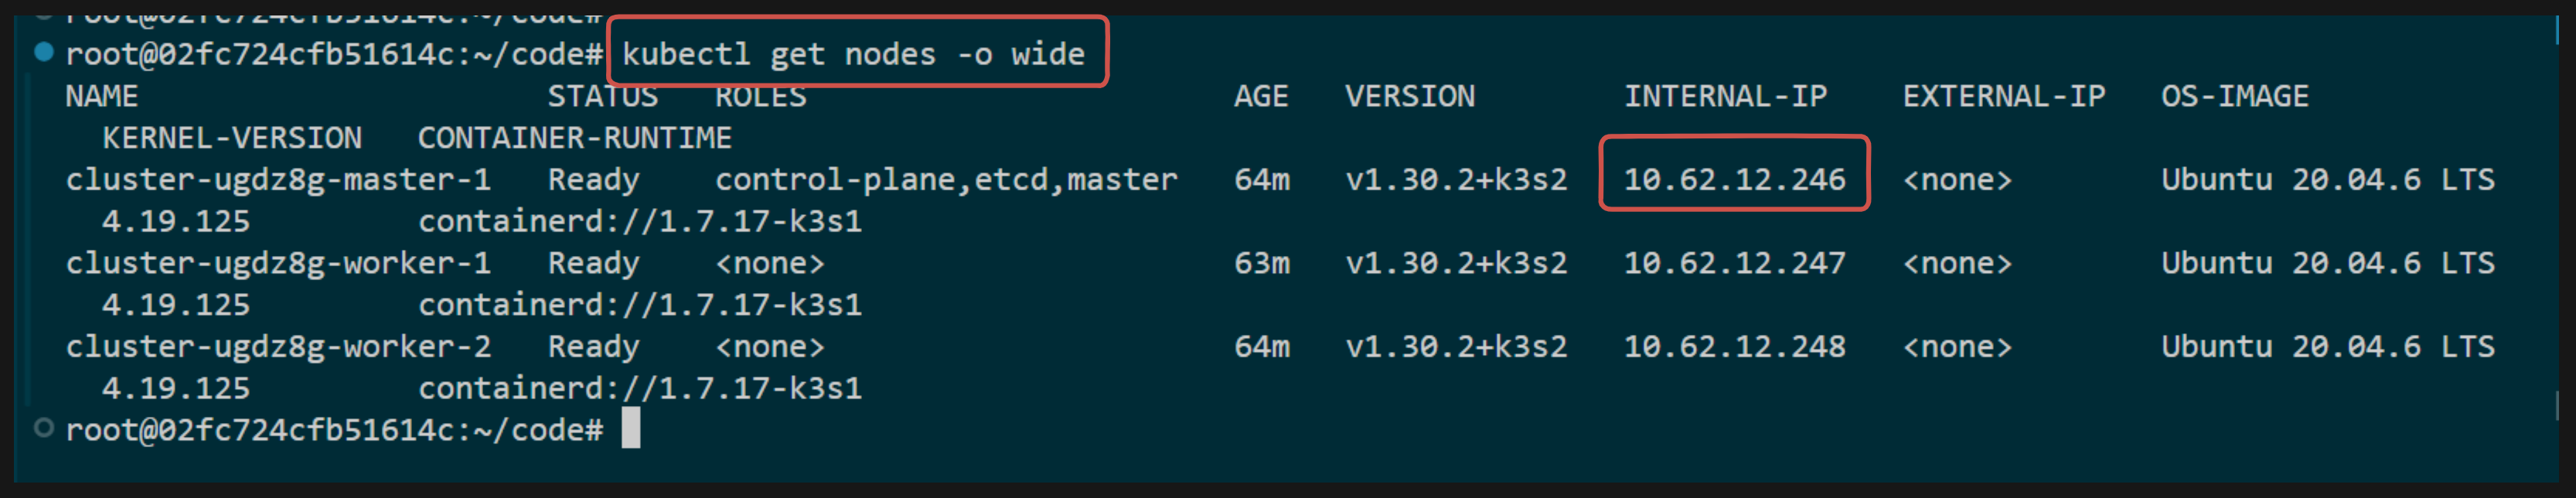 root@02fc724cfb51614c:~/code#
root@02fc724cfb51614c:~/code# kubectl get nodes -o wide
NAME STATUS ROLES AGE VERSION INTERNAL-IP EXTERNAL-IP OS-IMAGE
KERNEL-VERSION CONTAINER-RUNTIME
cluster-ugdz8g-master-1 Ready control-plane,etcd,master 64m v1.30.2+k3s2 10.62.12.246 <none> Ubuntu 20.04.6 LTS
4.19.125 containerd://1.7.17-k3s1
cluster-ugdz8g-worker-1 Ready <none> 63m v1.30.2+k3s2 10.62.12.247 <none> Ubuntu 20.04.6 LTS
4.19.125 containerd://1.7.17-k3s1
cluster-ugdz8g-worker-2 Ready <none> 64m v1.30.2+k3s2 10.62.12.248 <none> Ubuntu 20.04.6 LTS
4.19.125 containerd://1.7.17-k3s1
root@02fc724cfb51614c:~/code#